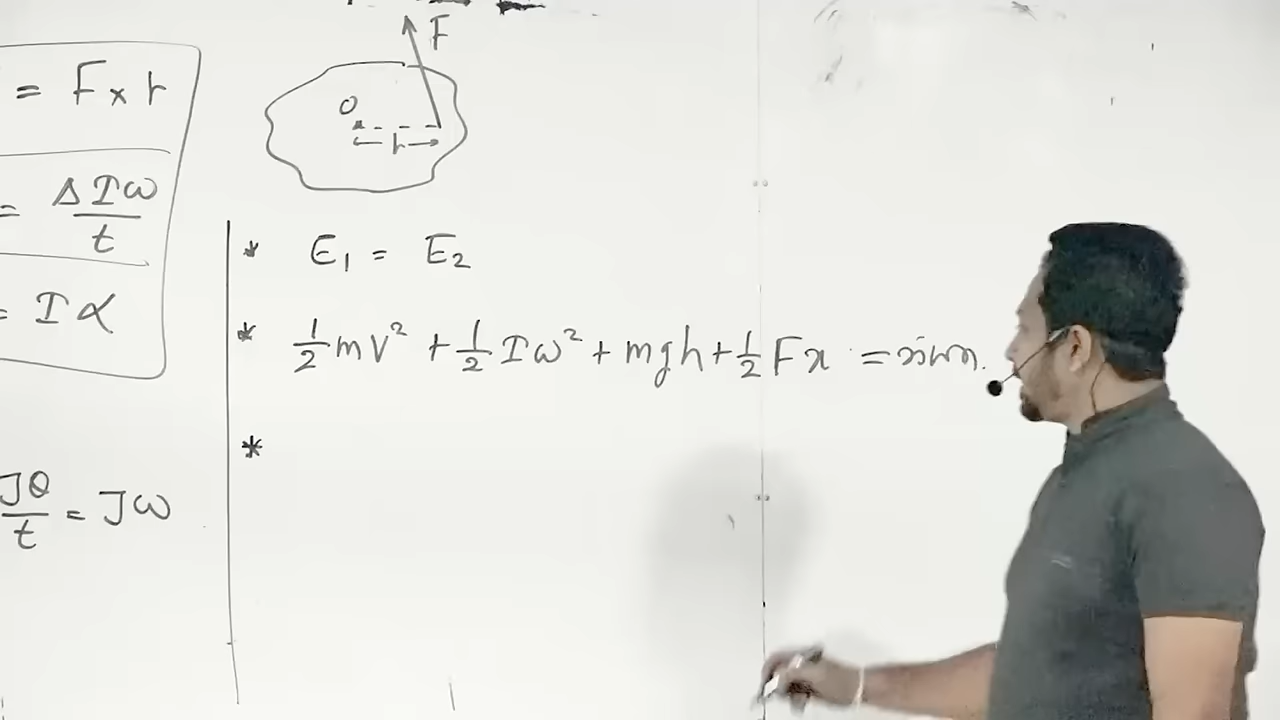 F
= F × r
O
r
= ΔIω/t
* E₁ = E₂
= Iα
* ½mv² + ½Iω² + mgh + ½Fx =
*
Jθ/t = Jω